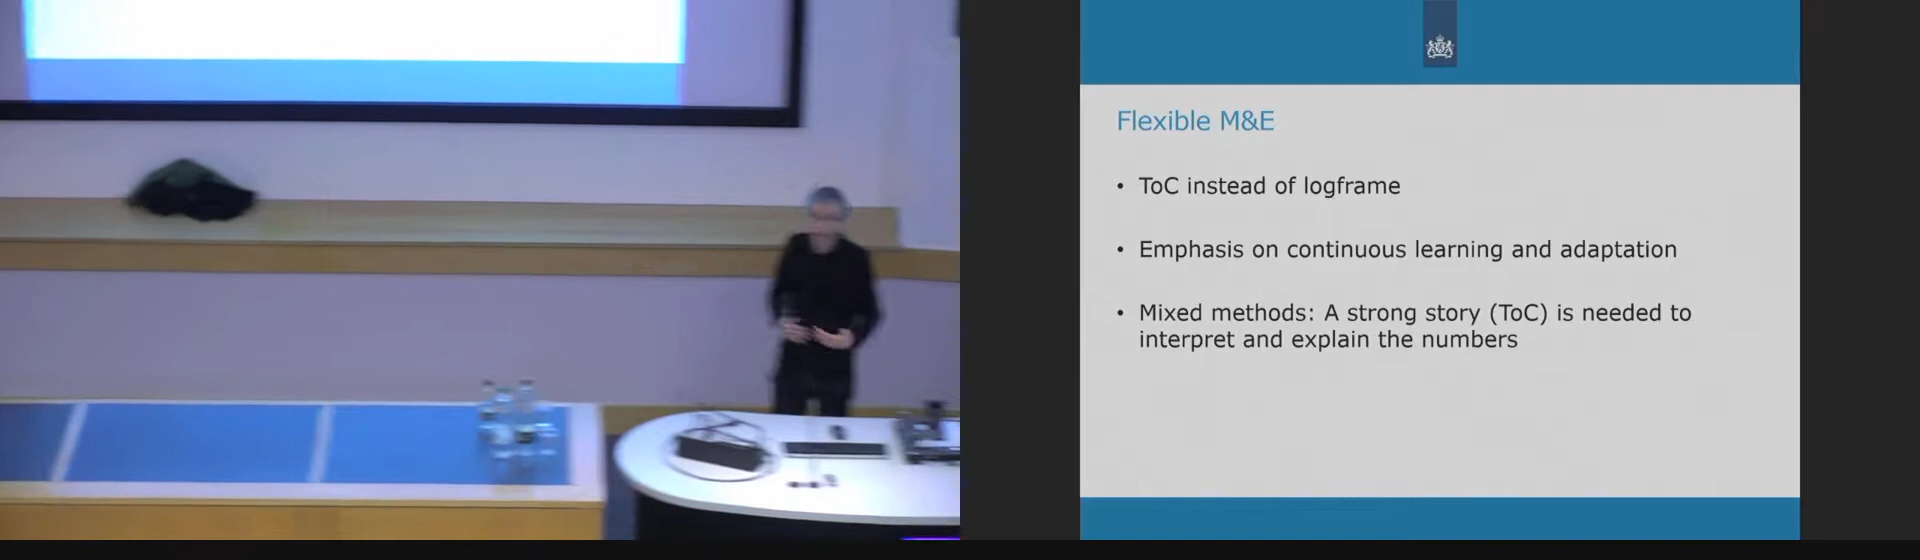 Flexible M&E
• ToC instead of logframe
• Emphasis on continuous learning and adaptation
• Mixed methods: A strong story (ToC) is needed to
interpret and explain the numbers